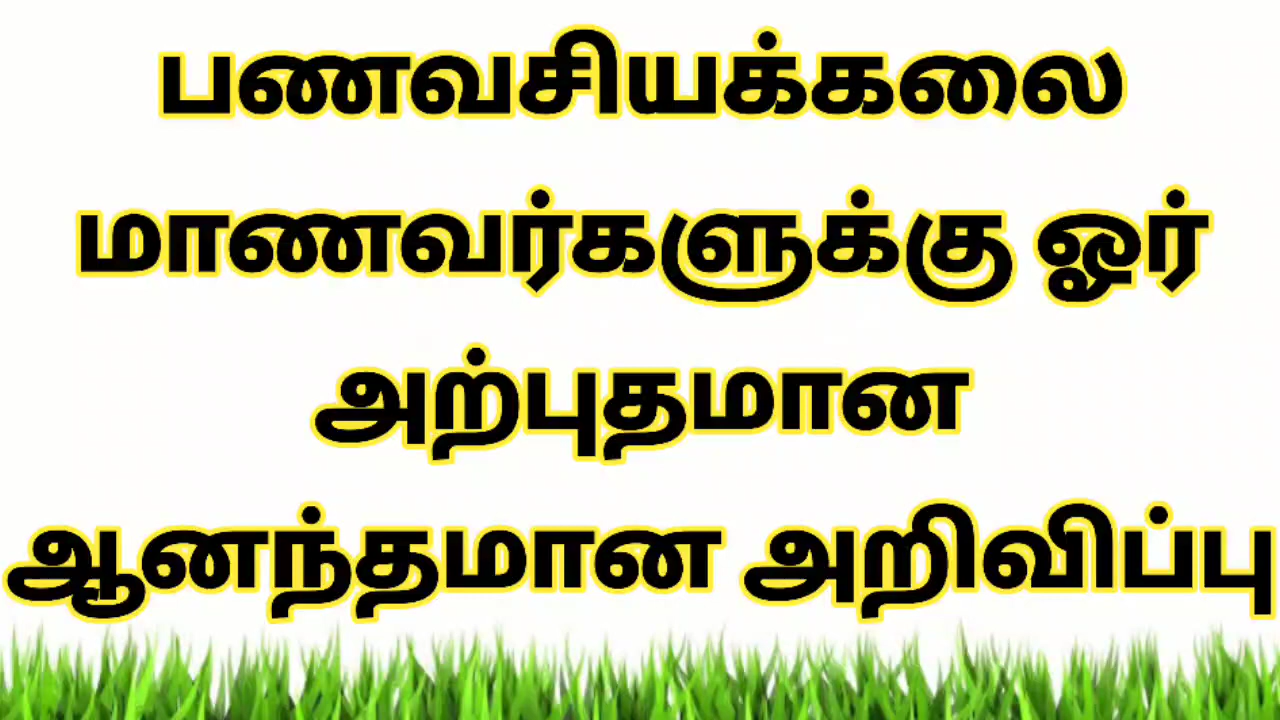 பணவசியக்கலை
மாணவர்களுக்கு ஓர்
அற்புதமான
ஆனந்தமான அறிவிப்பு